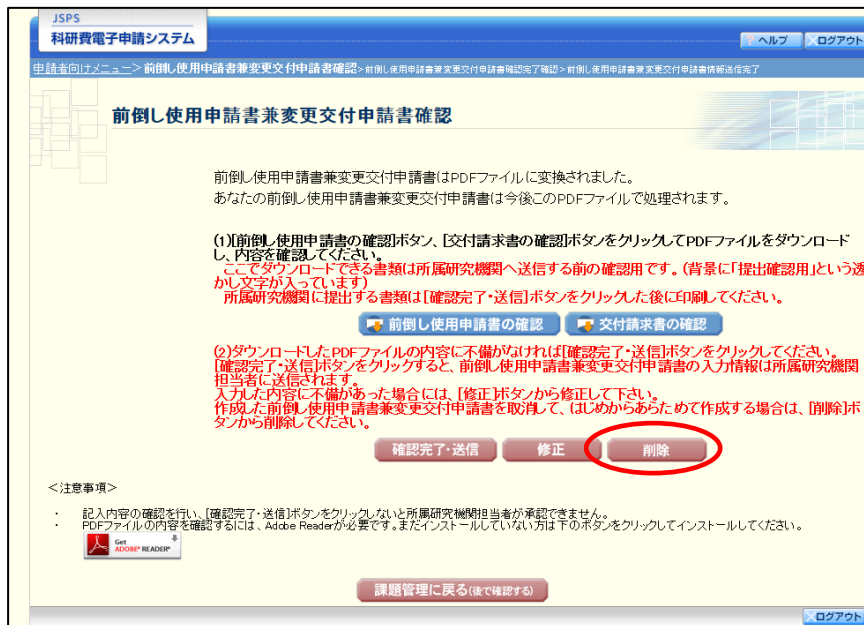 JSPS
科研費電子申請システム
ヘルプ
ログアウト
申請者向けメニュー>前倒し使用申請書兼変更交付申請書確認>前倒し使用申請書兼変更交付申請書確認完了確認>前倒し使用申請書兼変更交付申請書情報送信完了
前倒し使用申請書兼変更交付申請書確認
前倒し使用申請書兼変更交付申請書はPDFファイルに変換されました。
あなたの前倒し使用申請書兼変更交付申請書は今後このPDFファイルで処理されます。
(1)[前倒し使用申請書の確認]ボタン、[交付請求書の確認]ボタンをクリックしてPDFファイルをダウンロード
し、内容を確認してください。
ここでダウンロードできる書類は所属研究機関へ送信する前の確認用です。(背景に「提出確認用」という透
かし文字が入っています)
所属研究機関に提出する書類は[確認完了・送信]ボタンをクリックした後に印刷してください。
前倒し使用申請書の確認
交付請求書の確認
(2)ダウンロードしたPDFファイルの内容に不備がなければ[確認完了・送信]ボタンをクリックしてください。
[確認完了・送信]ボタンをクリックすると、前倒し使用申請書兼変更交付申請書の入力情報は所属研究機関
担当者に送信されます。
入力した内容に不備があった場合には、[修正]ボタンから修正して下さい。
作成した前倒し使用申請書兼変更交付申請書を取消して、はじめからあらためて作成する場合は、[削除]ボ
タンから削除してください。
確認完了・送信
修正
削除
<注意事項>
・ 記入内容の確認を行い、[確認完了・送信]ボタンをクリックしないと所属研究機関担当者が承認できません。
・ PDFファイルの内容を確認するには、Adobe Readerが必要です。まだインストールしていない方は下のボタンをクリックしてインストールしてください。
Get
ADOBE® READER®
課題管理に戻る(後で確認する)
ログアウト